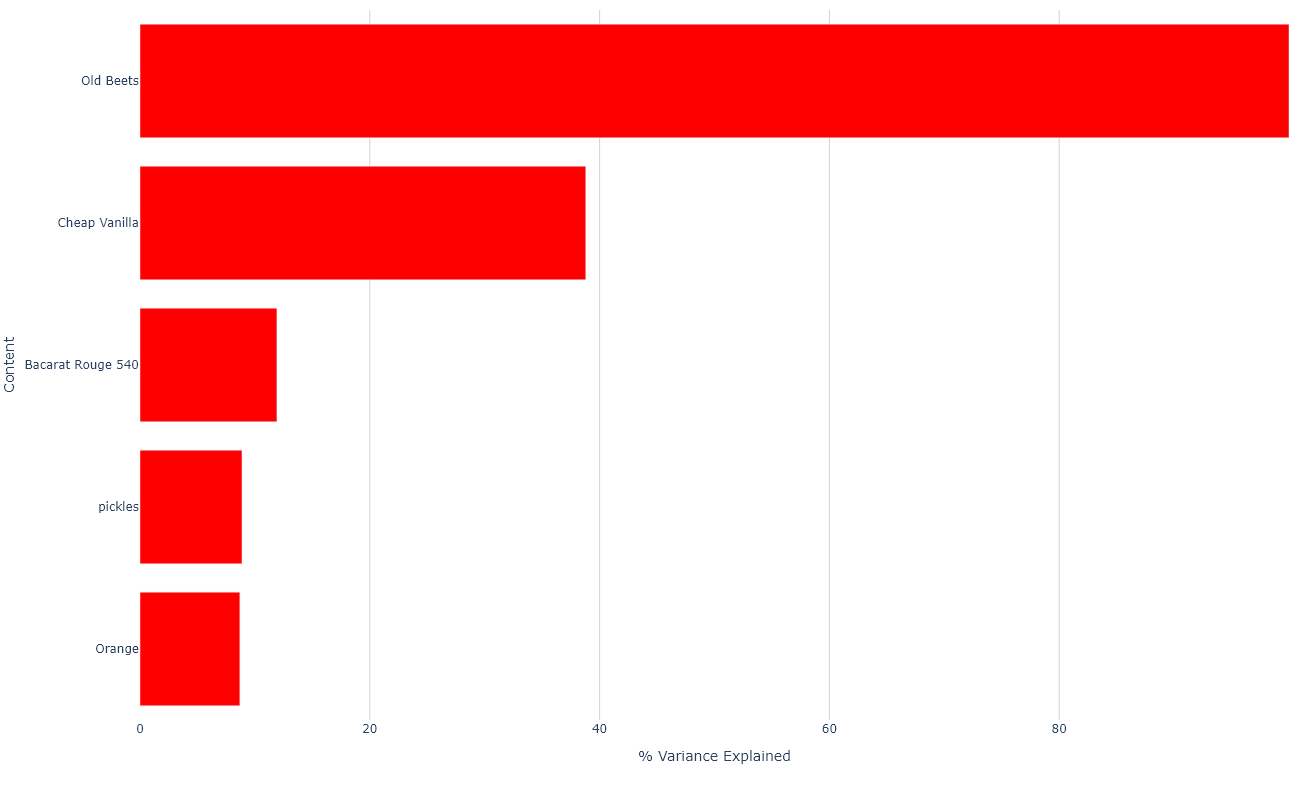 Old Beets
Cheap Vanilla
Bacarat Rouge 540
pickles
Orange
Content
0 20 40 60 80
% Variance Explained